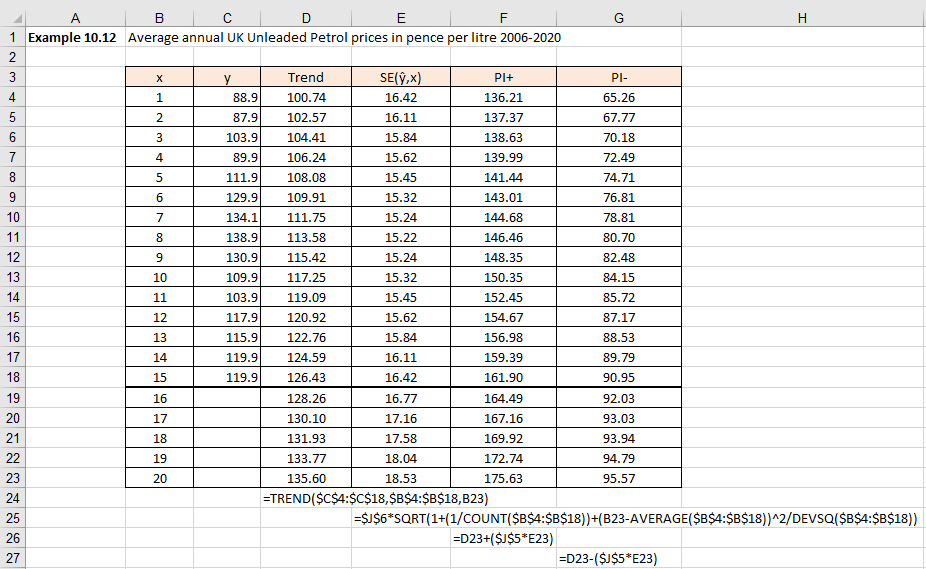 A B C D E F G H
1 Example 10.12 Average annual UK Unleaded Petrol prices in pence per litre 2006-2020
2
3 x y Trend SE(ŷ,x) PI+ PI-
4 1 88.9 100.74 16.42 136.21 65.26
5 2 87.9 102.57 16.11 137.37 67.77
6 3 103.9 104.41 15.84 138.63 70.18
7 4 89.9 106.24 15.62 139.99 72.49
8 5 111.9 108.08 15.45 141.44 74.71
9 6 129.9 109.91 15.32 143.01 76.81
10 7 134.1 111.75 15.24 144.68 78.81
11 8 138.9 113.58 15.22 146.46 80.70
12 9 130.9 115.42 15.24 148.35 82.48
13 10 109.9 117.25 15.32 150.35 84.15
14 11 103.9 119.09 15.45 152.45 85.72
15 12 117.9 120.92 15.62 154.67 87.17
16 13 115.9 122.76 15.84 156.98 88.53
17 14 119.9 124.59 16.11 159.39 89.79
18 15 119.9 126.43 16.42 161.90 90.95
19 16 128.26 16.77 164.49 92.03
20 17 130.10 17.16 167.16 93.03
21 18 131.93 17.58 169.92 93.94
22 19 133.77 18.04 172.74 94.79
23 20 135.60 18.53 175.63 95.57
24 =TREND($C$4:$C$18,$B$4:$B$18,B23)
25 =$J$6*SQRT(1+(1/COUNT($B$4:$B$18))+(B23-AVERAGE($B$4:$B$18))^2/DEVSQ($B$4:$B$18))
26 =D23+($J$5*E23)
27 =D23-($J$5*E23)